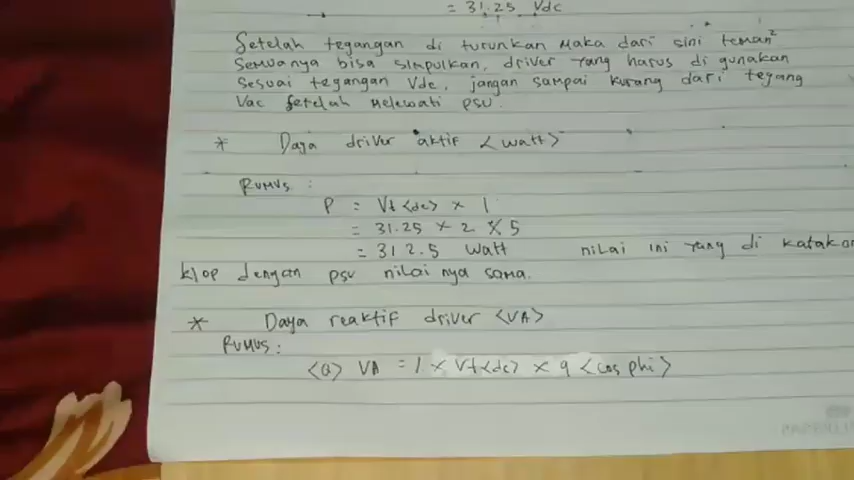 = 31.25 Vdc
Setelah tegangan di turunkan maka dari sini teman²
semuanya bisa simpulkan, driver yang harus di gunakan
sesuai tegangan Vdc, jangan sampai kurang dari tegang
Vac setelah melewati psu.
* Daya driver aktif <watt>
Rumus :
P = Vt<dc> x 1
= 31.25 x 2 x 5
= 312.5 watt nilai ini yang di katakan
klop dengan psu nilai nya sama.
* Daya reaktif driver <VA>
Rumus :
<Q> VA = 1 x Vt<dc> x 9 <cos phi>